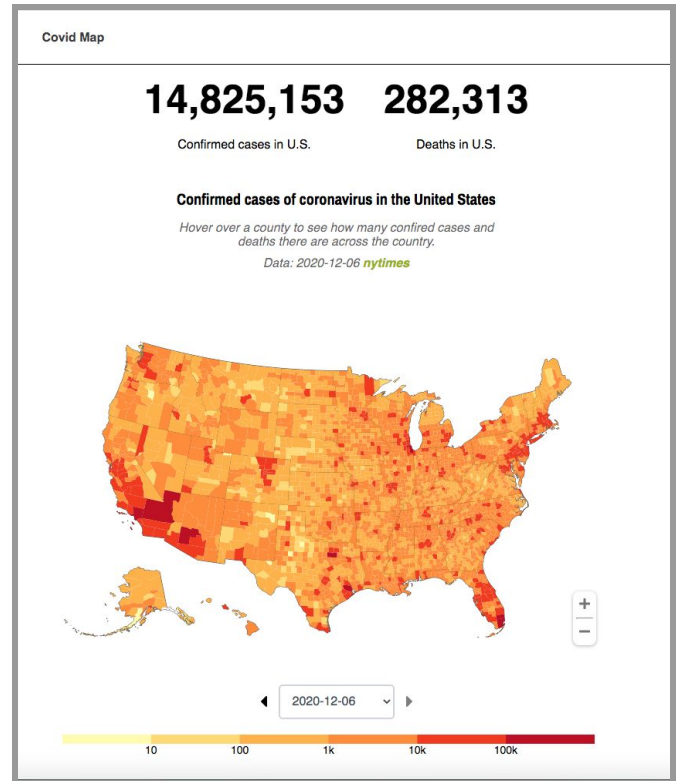 Covid Map
14,825,153 282,313
Confirmed cases in U.S. Deaths in U.S.
Confirmed cases of coronavirus in the United States
Hover over a county to see how many confired cases and
deaths there are across the country.
Data: 2020-12-06 nytimes
+
−
2020-12-06
10 100 1k 10k 100k